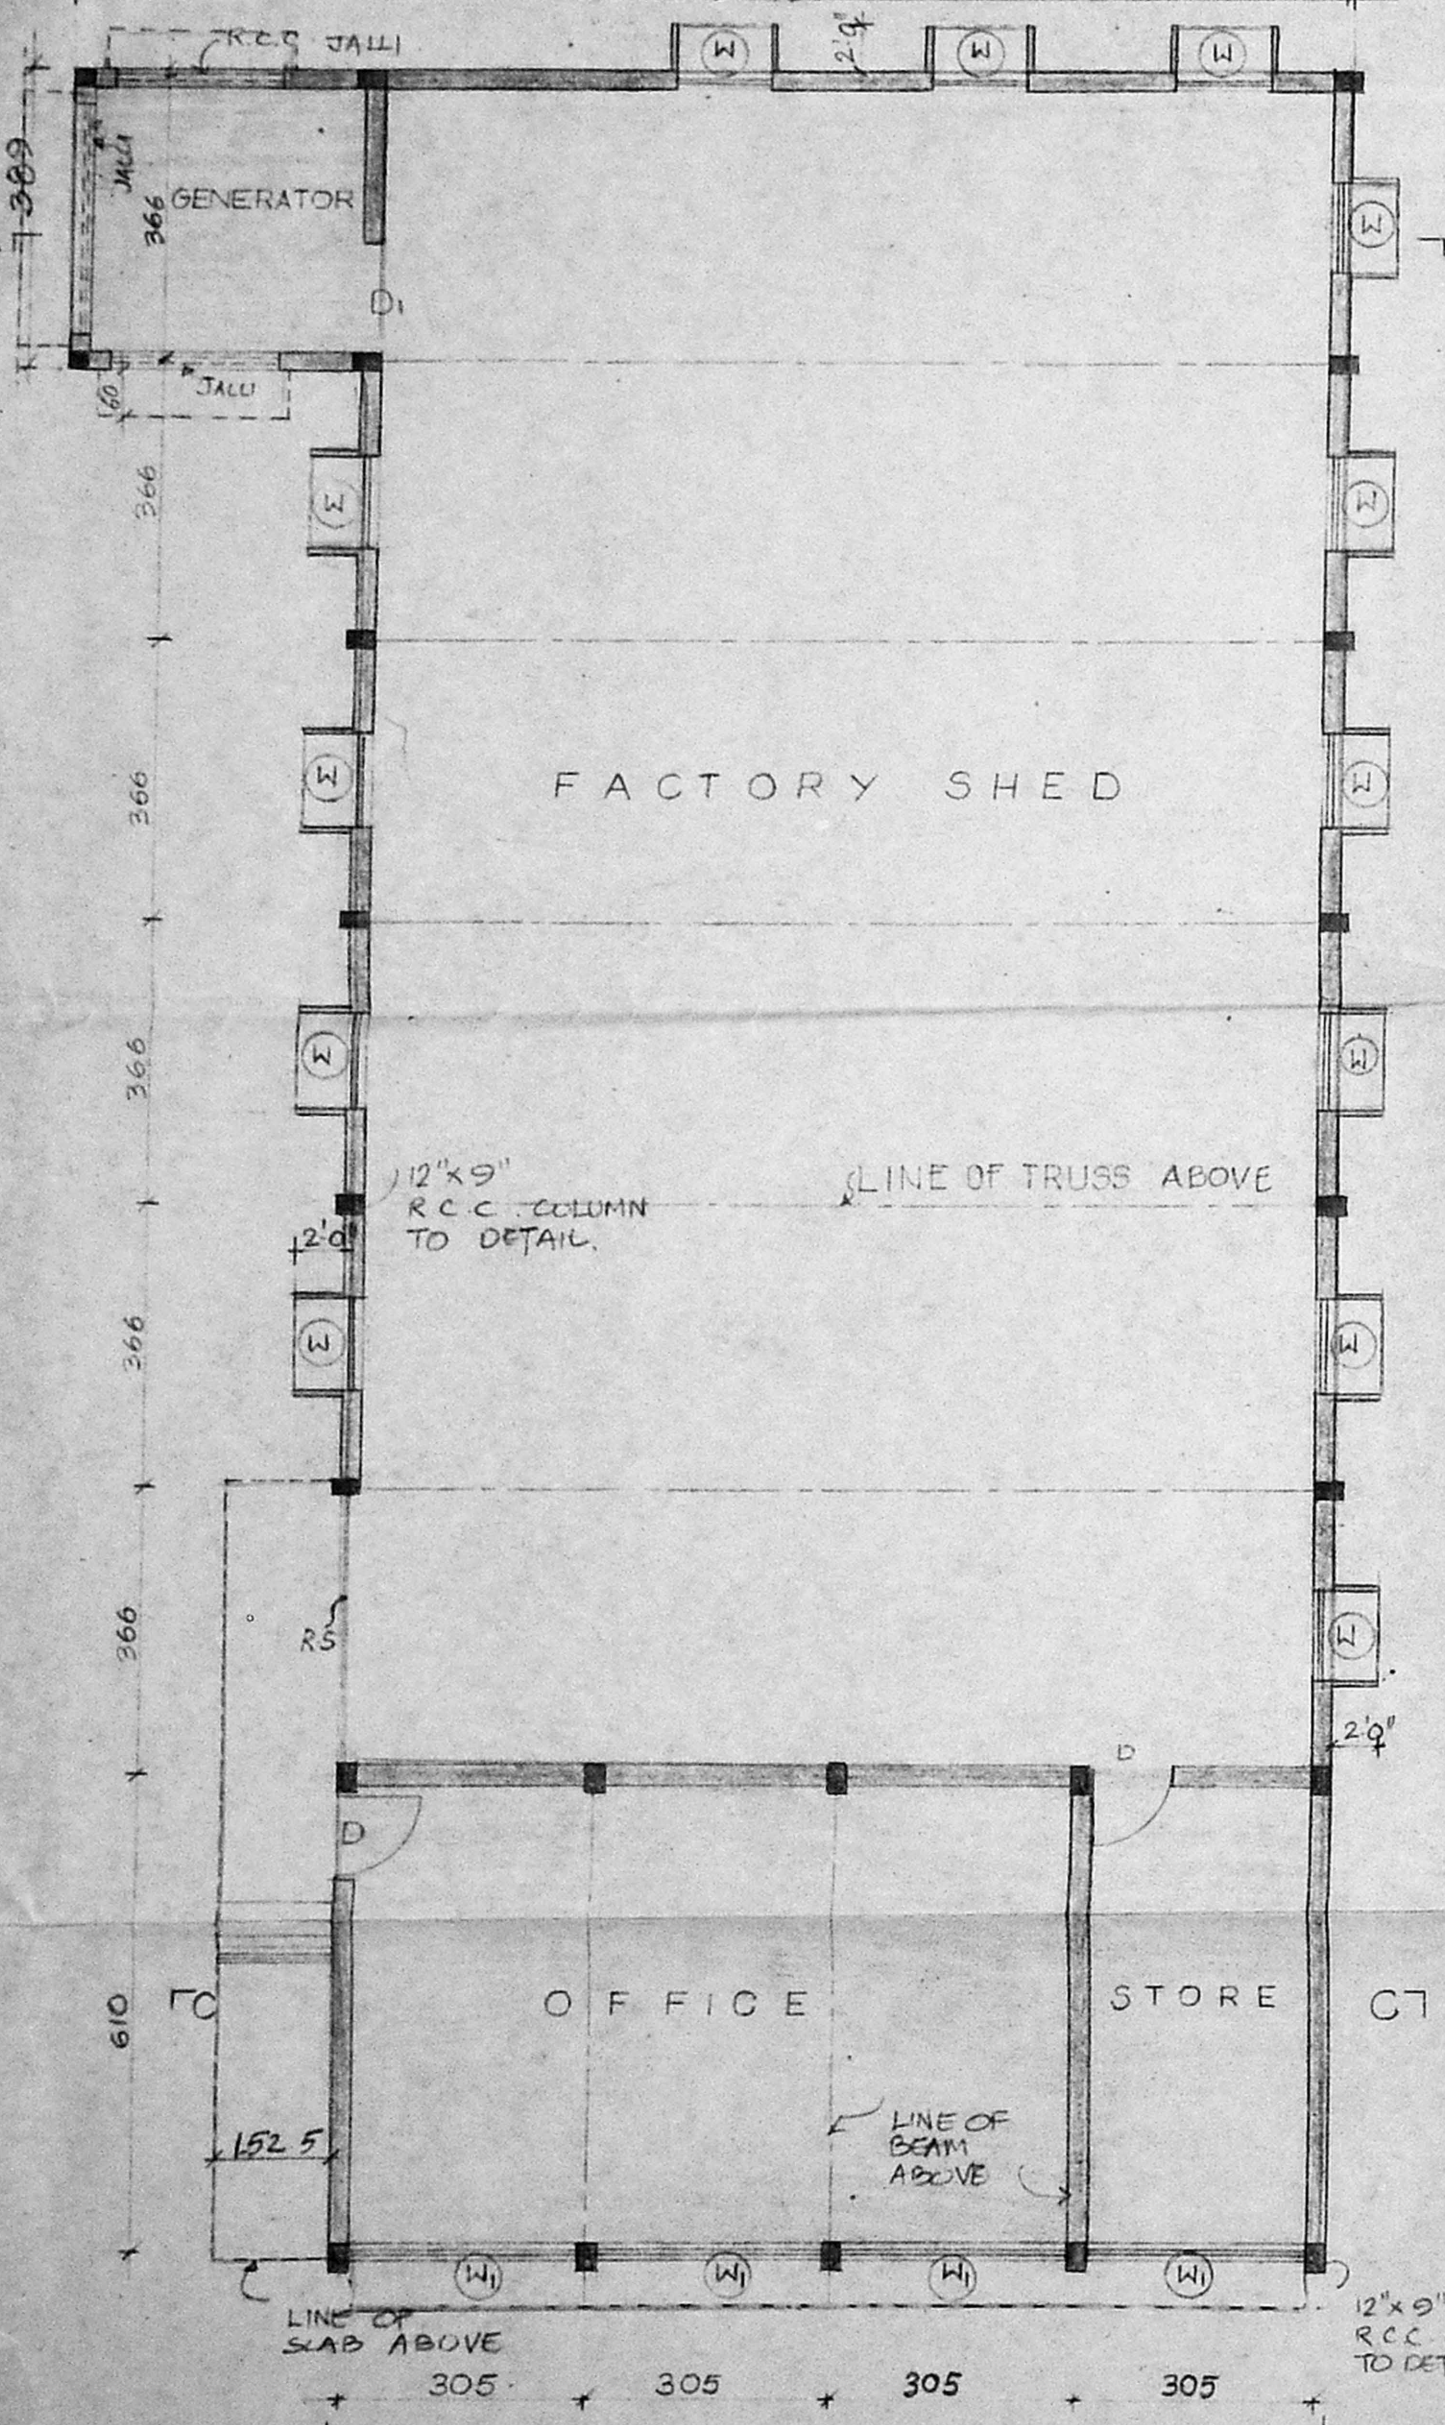 R.C.C JALLI
W
2'0"
W
W
389
JALLI
366
GENERATOR
W
D1
JALLI
60
366
W
W
366
W
FACTORY SHED
W
366
W
W
12"x9"
R C C . COLUMN
TO DETAIL.
LINE OF TRUSS ABOVE
2'0"
366
W
W
366
RS
W
2'0"
D
D
610
C
OFFICE
STORE
C
152 5
LINE OF
BEAM
ABOVE
W1
W1
W1
W1
LINE OF
SLAB ABOVE
12"x9"
R C C
TO DET
305
305
305
305